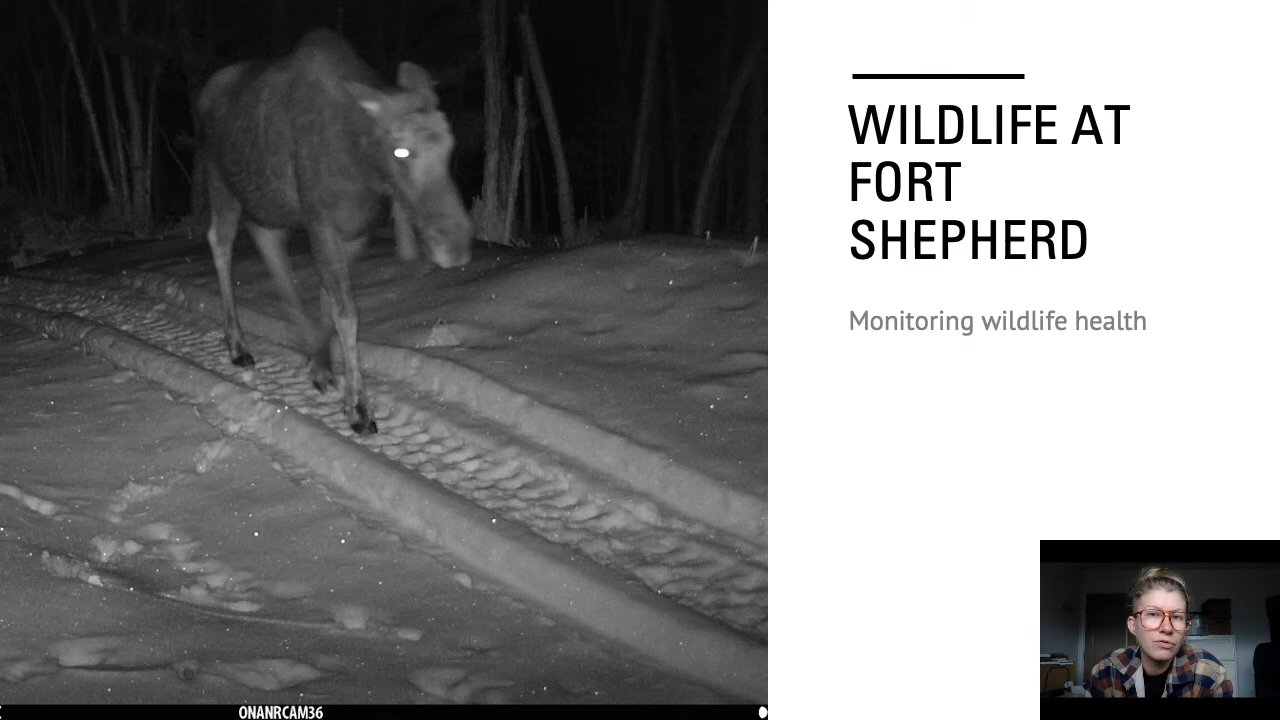 WILDLIFE AT
FORT
SHEPHERD
Monitoring wildlife health
ONANRCAM36